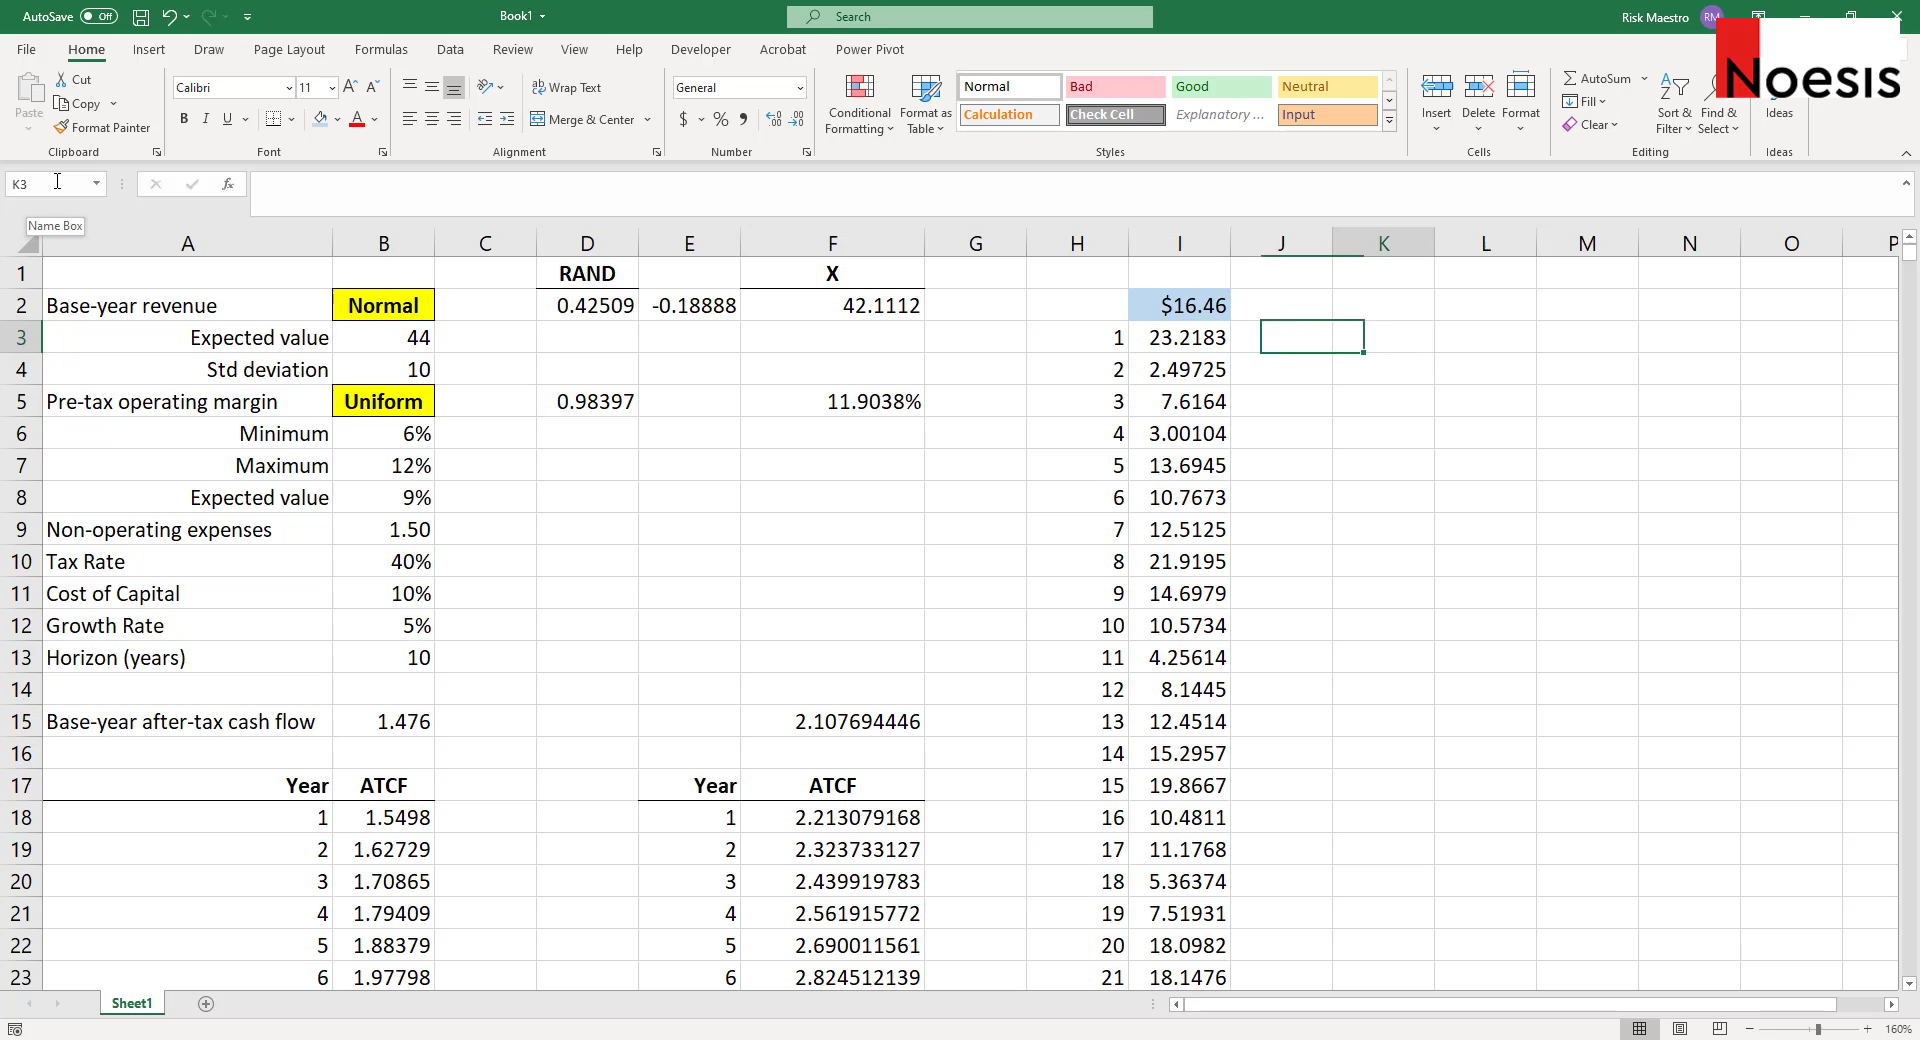 AutoSave Off Book1 Search Risk Maestro RM
Noesis
File Home Insert Draw Page Layout Formulas Data Review View Help Developer Acrobat Power Pivot
Paste Cut Copy Format Painter Clipboard
Calibri 11 A A B I U A Font
Wrap Text Merge & Center Alignment
General $ % Number
Conditional Formatting Format as Table
Normal Bad Good Neutral
Calculation Check Cell Explanatory ... Input
Styles
Insert Delete Format Cells
AutoSum Fill Clear Sort & Filter Find & Select Editing
Ideas Ideas
K3 fx
Name Box
A B C D E F G H I J K L M N O P
1 RAND X
2 Base-year revenue Normal 0.42509 -0.18888 42.1112 $16.46
3 Expected value 44 1 23.2183
4 Std deviation 10 2 2.49725
5 Pre-tax operating margin Uniform 0.98397 11.9038% 3 7.6164
6 Minimum 6% 4 3.00104
7 Maximum 12% 5 13.6945
8 Expected value 9% 6 10.7673
9 Non-operating expenses 1.50 7 12.5125
10 Tax Rate 40% 8 21.9195
11 Cost of Capital 10% 9 14.6979
12 Growth Rate 5% 10 10.5734
13 Horizon (years) 10 11 4.25614
14 12 8.1445
15 Base-year after-tax cash flow 1.476 2.107694446 13 12.4514
16 14 15.2957
17 Year ATCF Year ATCF 15 19.8667
18 1 1.5498 1 2.213079168 16 10.4811
19 2 1.62729 2 2.323733127 17 11.1768
20 3 1.70865 3 2.439919783 18 5.36374
21 4 1.79409 4 2.561915772 19 7.51931
22 5 1.88379 5 2.690011561 20 18.0982
23 6 1.97798 6 2.824512139 21 18.1476
Sheet1
160%